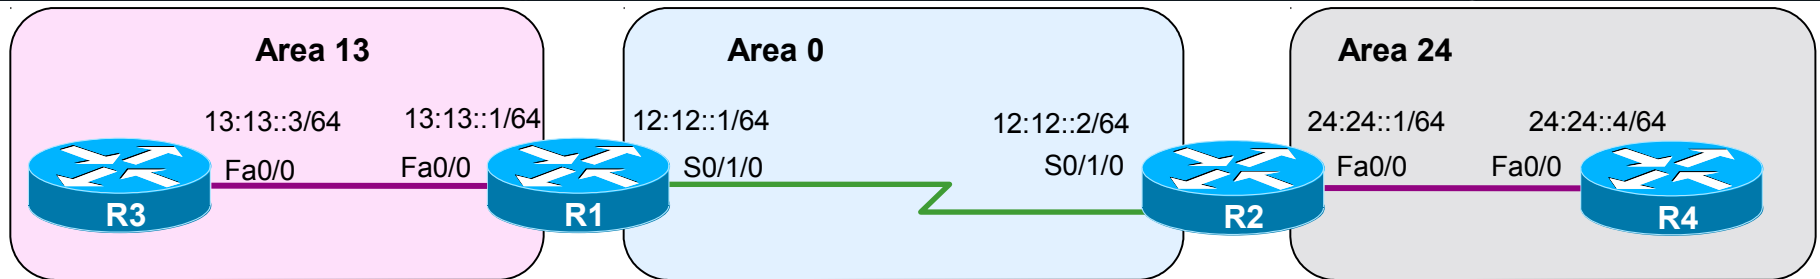 Area 13
Area 0
Area 24
13:13::3/64
13:13::1/64
12:12::1/64
12:12::2/64
24:24::1/64
24:24::4/64
Fa0/0
Fa0/0
S0/1/0
S0/1/0
Fa0/0
Fa0/0
R3
R1
R2
R4